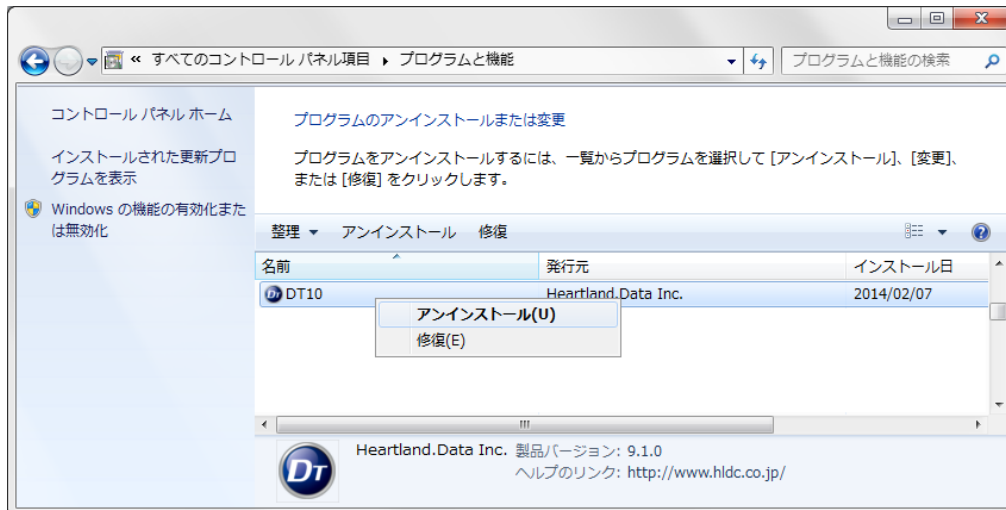 « すべてのコントロール パネル項目 ▸ プログラムと機能
プログラムと機能の検索
コントロール パネル ホーム
インストールされた更新プロ
グラムを表示
Windows の機能の有効化また
は無効化
プログラムのアンインストールまたは変更
プログラムをアンインストールするには、一覧からプログラムを選択して [アンインストール]、[変更]、
または [修復] をクリックします。
整理 ▼ アンインストール 修復
名前 発行元 インストール日
DT10 Heartland.Data Inc. 2014/02/07
アンインストール(U)
修復(E)
DT
Heartland.Data Inc. 製品バージョン: 9.1.0
ヘルプのリンク: http://www.hldc.co.jp/